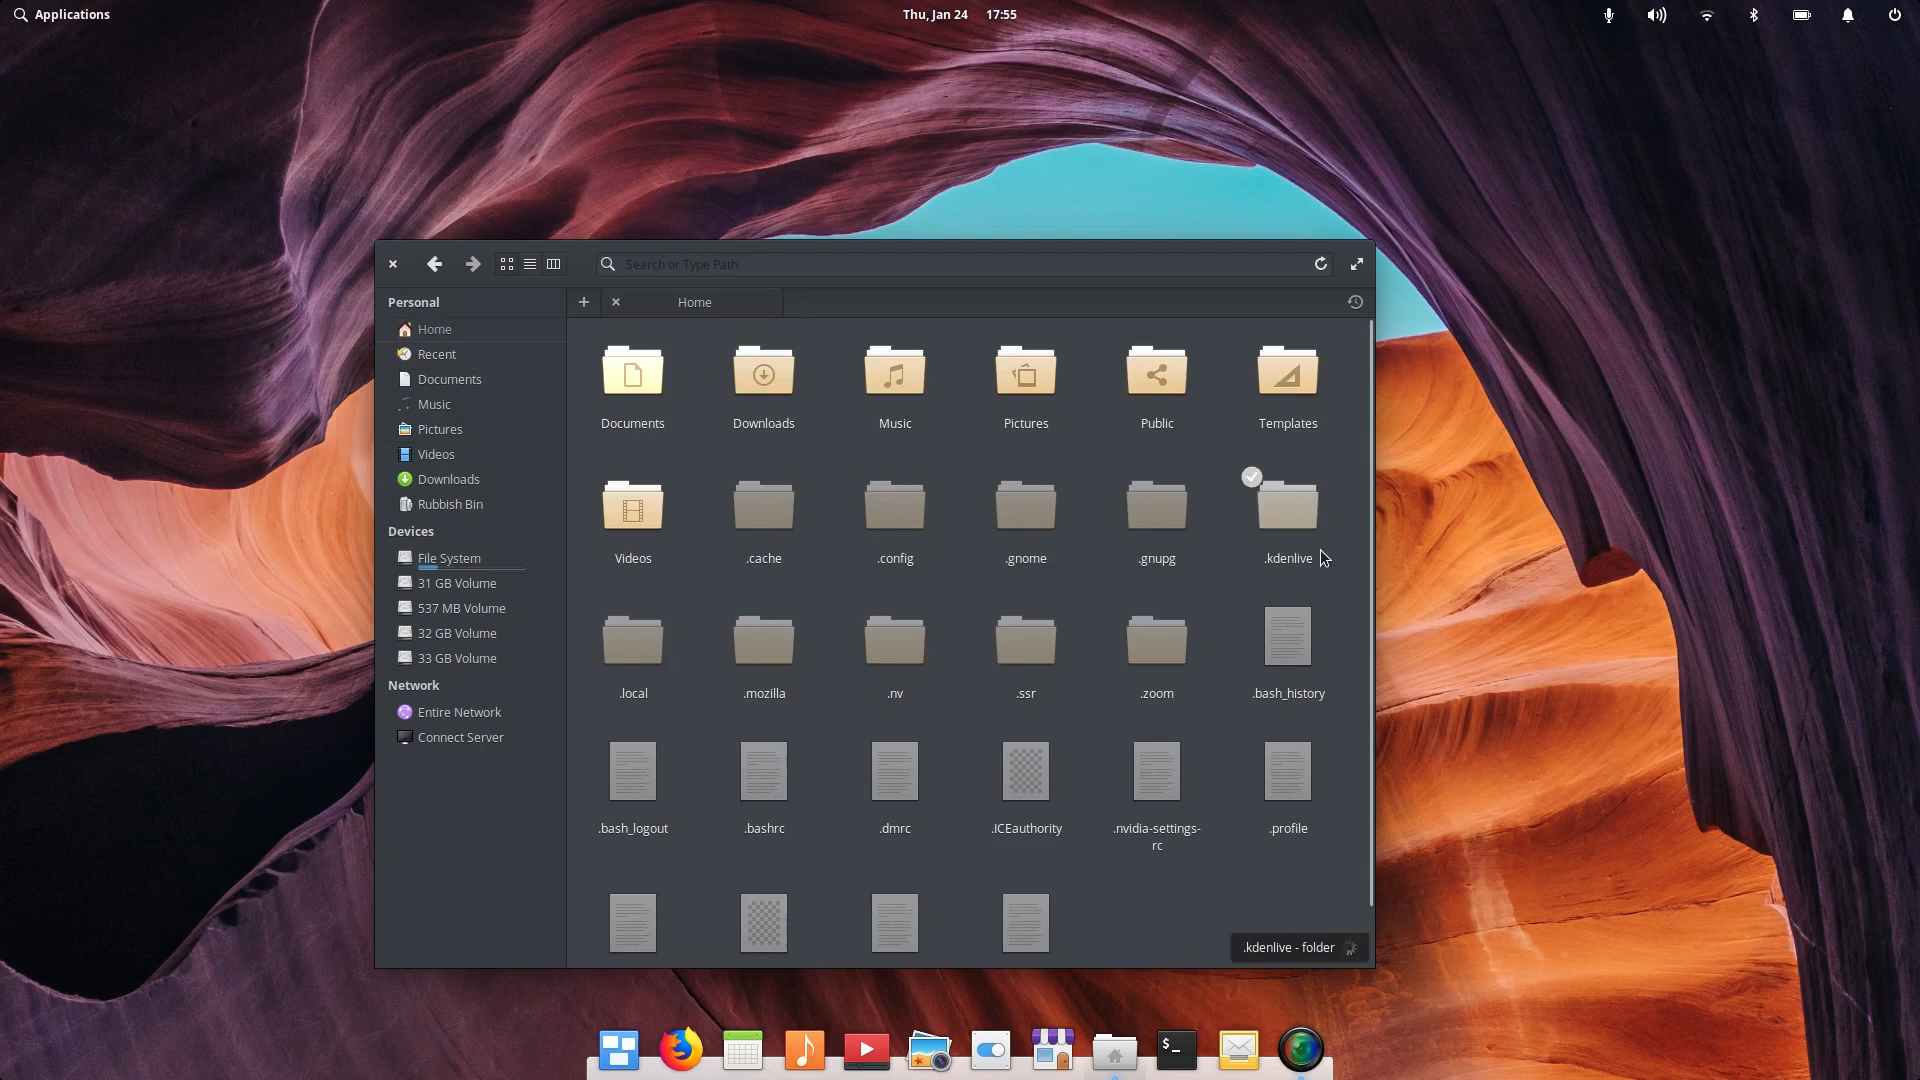 Applications
Thu, Jan 24 17:55
Search or Type Path
Personal
Home
Recent
Documents
Music
Pictures
Videos
Downloads
Rubbish Bin
Devices
File System
31 GB Volume
537 MB Volume
32 GB Volume
33 GB Volume
Network
Entire Network
Connect Server
Home
Documents Downloads Music Pictures Public Templates
Videos .cache .config .gnome .gnupg .kdenlive
.local .mozilla .nv .ssr .zoom .bash_history
.bash_logout .bashrc .dmrc .ICEauthority .nvidia-settings- .profile
rc
.kdenlive - folder
$_